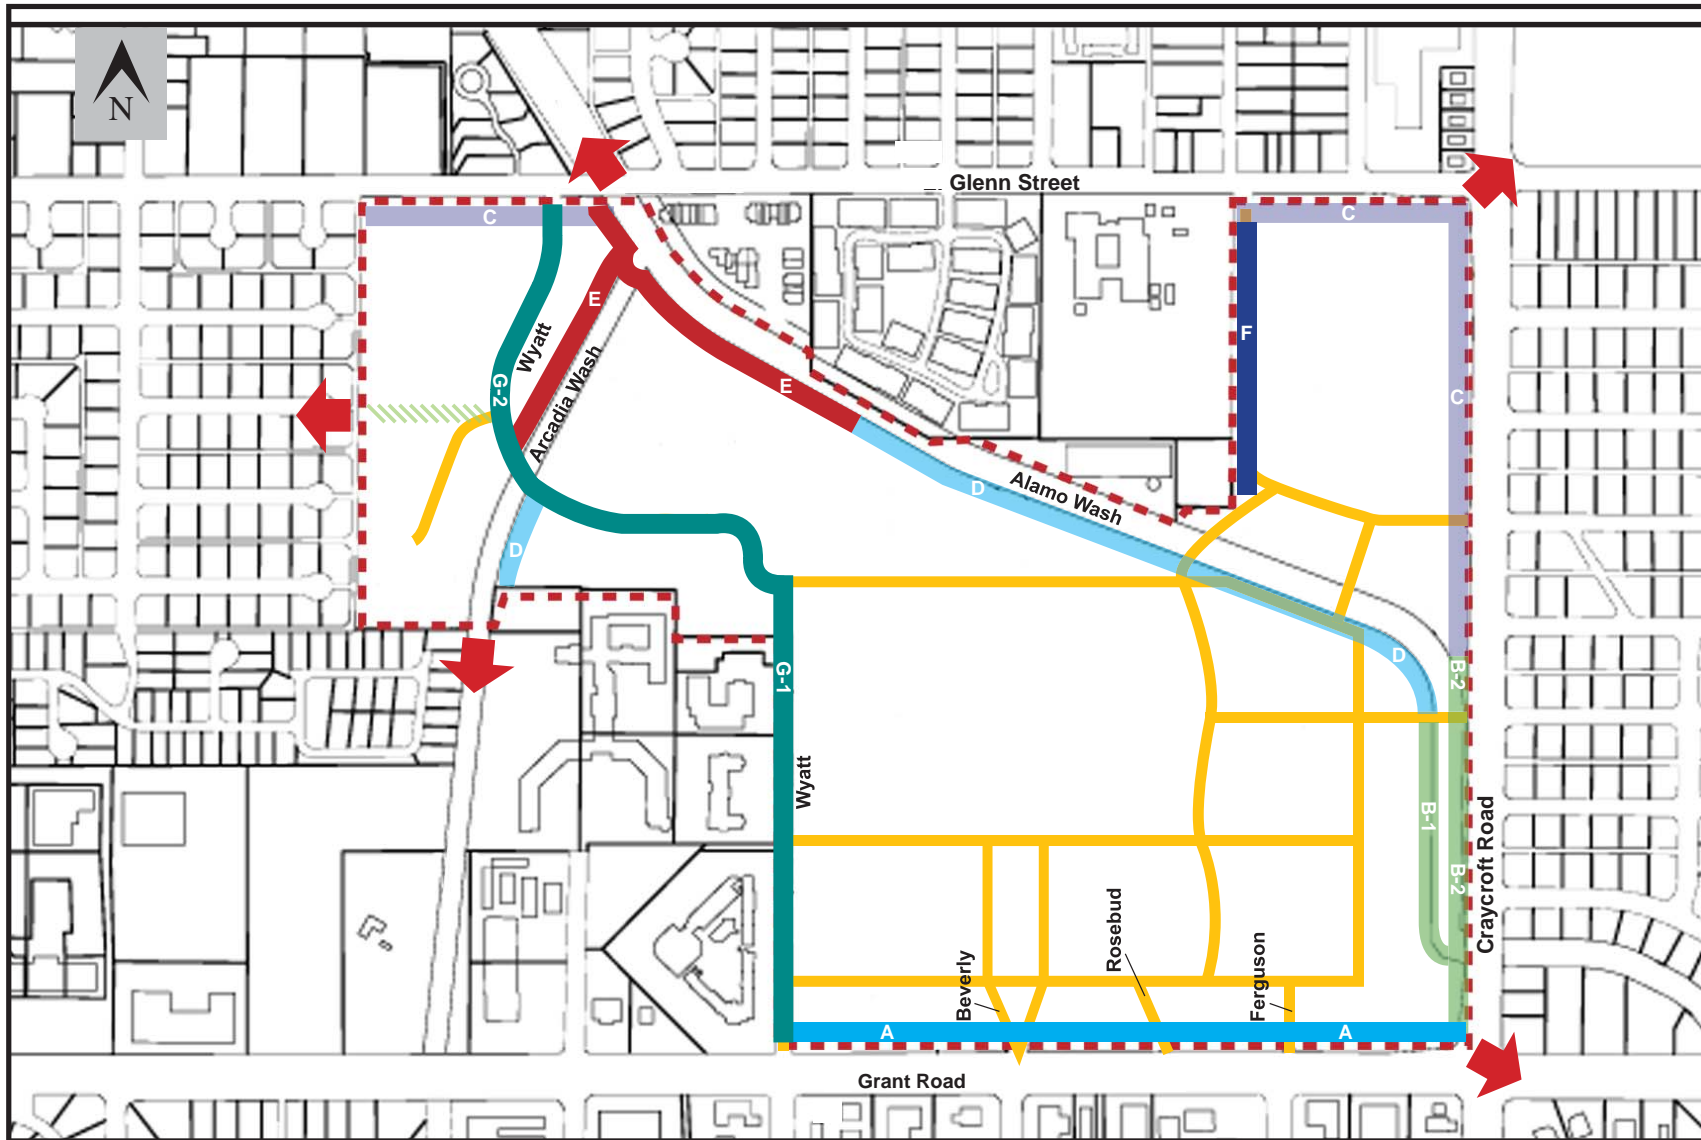 N
Glenn Street
C
C
E
F
Wyatt
G-2
Arcadia Wash
E
C
D
Alamo Wash
D
D
B-2
G-1
Wyatt
B-1
B-2
Craycroft Road
Beverly
Rosebud
Ferguson
A
A
Grant Road